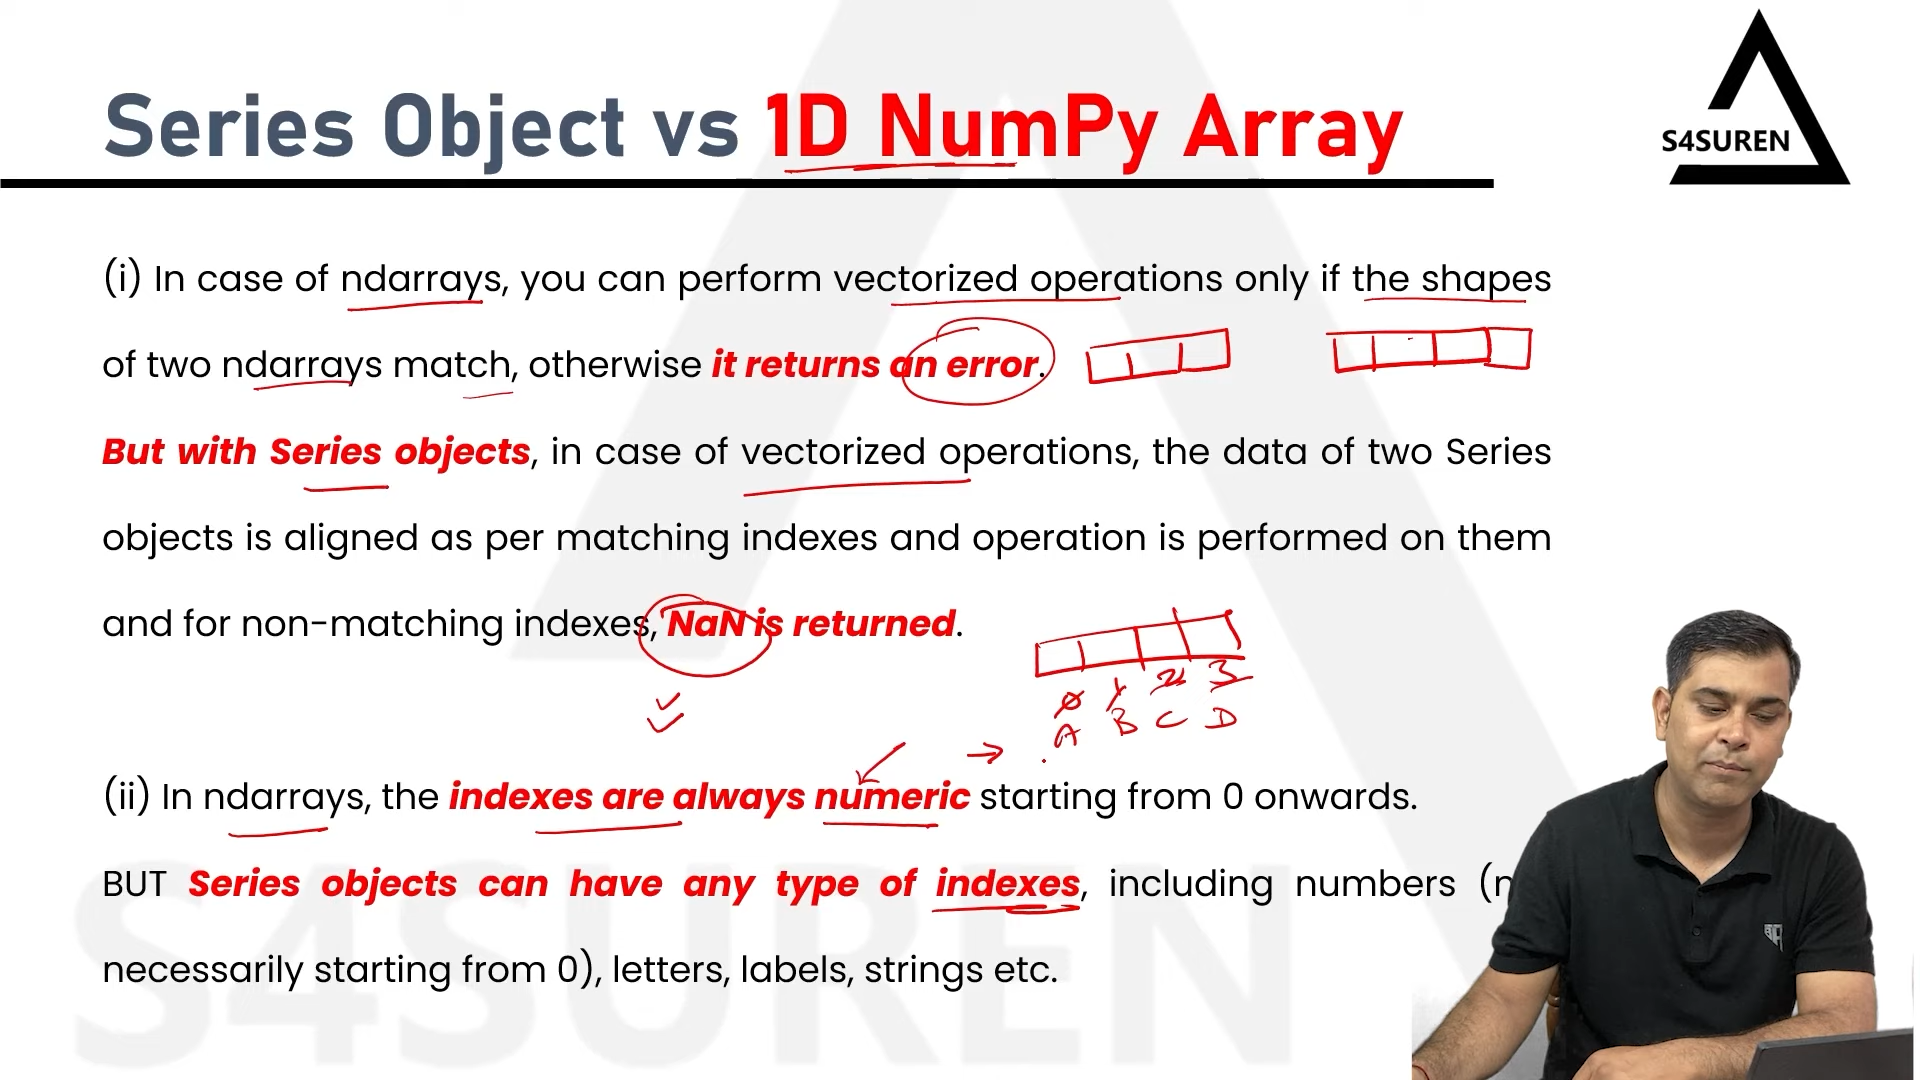 Series Object vs 1D NumPy Array
S4SUREN
(i) In case of ndarrays, you can perform vectorized operations only if the shapes
of two ndarrays match, otherwise it returns an error.
But with Series objects, in case of vectorized operations, the data of two Series
objects is aligned as per matching indexes and operation is performed on them
and for non-matching indexes, NaN is returned.
0 1 2 3
A B C D
(ii) In ndarrays, the indexes are always numeric starting from 0 onwards.
BUT Series objects can have any type of indexes, including numbers (
necessarily starting from 0), letters, labels, strings etc.
S4SUREN